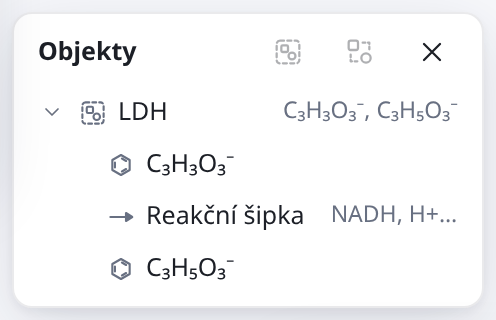 Objekty
LDH C₃H₃O₃⁻, C₃H₅O₃⁻
C₃H₃O₃⁻
Reakční šipka NADH, H+...
C₃H₅O₃⁻